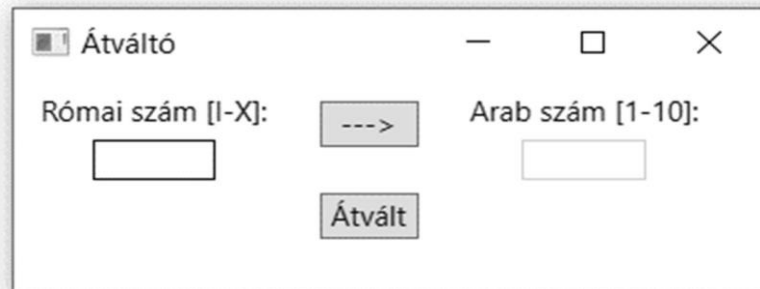 Átváltó
Római szám [I-X]:
--->
Arab szám [1-10]:
Átvált